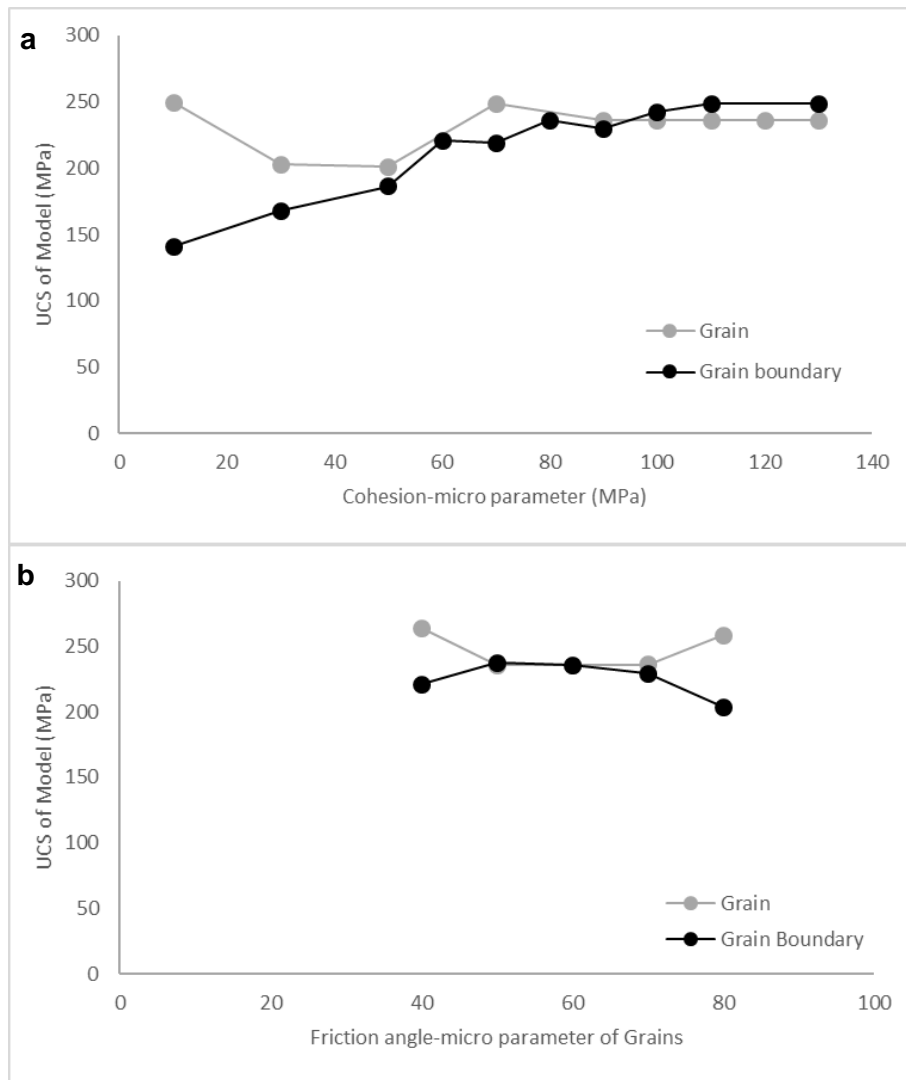 a
300
250
200
150
100
50
0
UCS of Model (MPa)
Grain
Grain boundary
0 20 40 60 80 100 120 140
Cohesion-micro parameter (MPa)
b
300
250
200
150
100
50
0
UCS of Model (MPa)
Grain
Grain Boundary
0 20 40 60 80 100
Friction angle-micro parameter of Grains